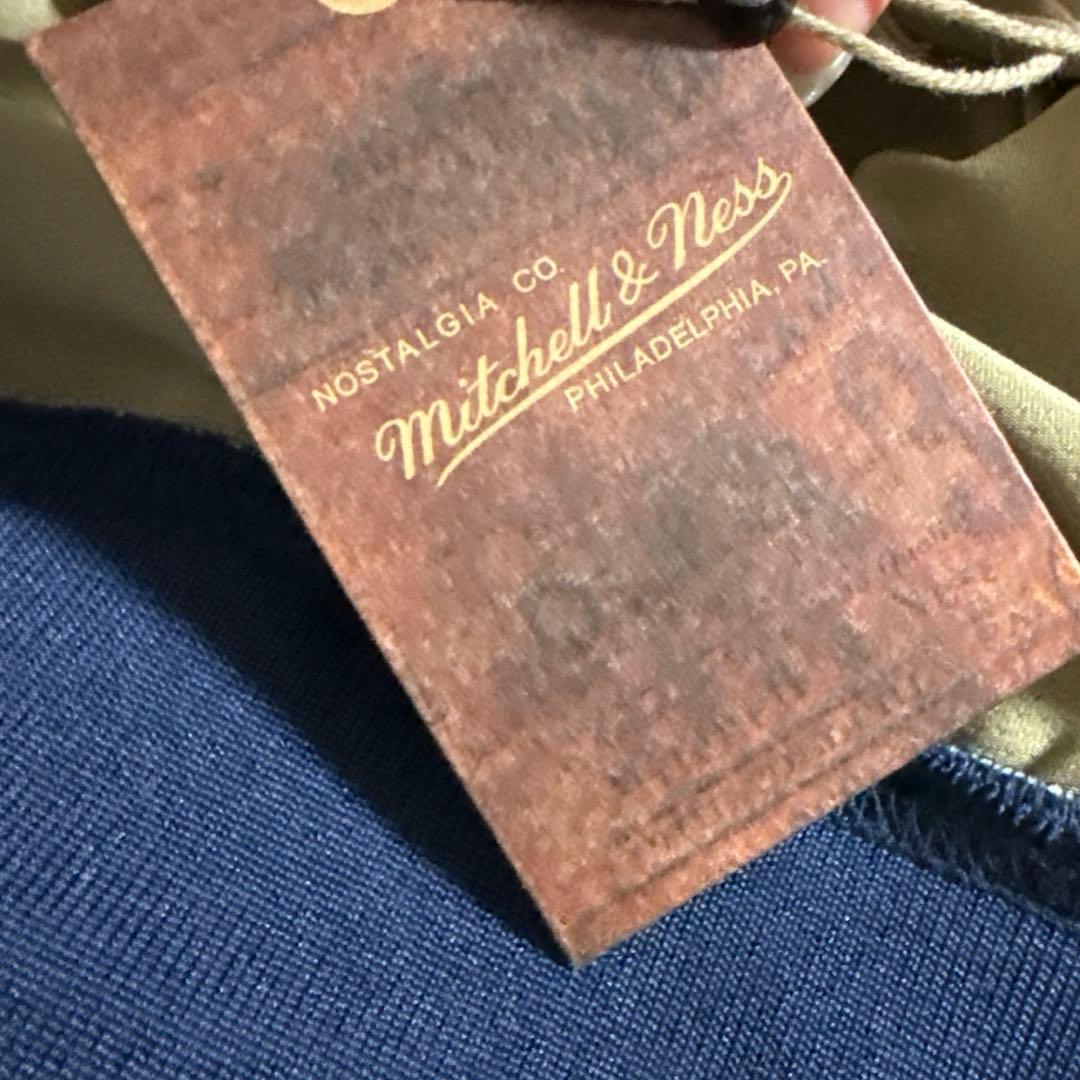 NOSTALGIA CO.
Mitchell & Ness
PHILADELPHIA, PA.